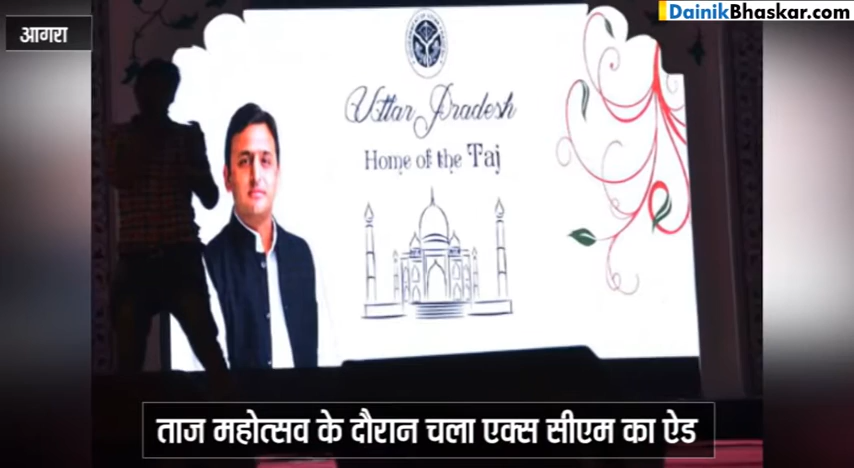 आगरा
DainikBhaskar.com
Uttar Pradesh
Home of the Taj
ताज महोत्सव के दौरान चला एक्स सीएम का ऐड